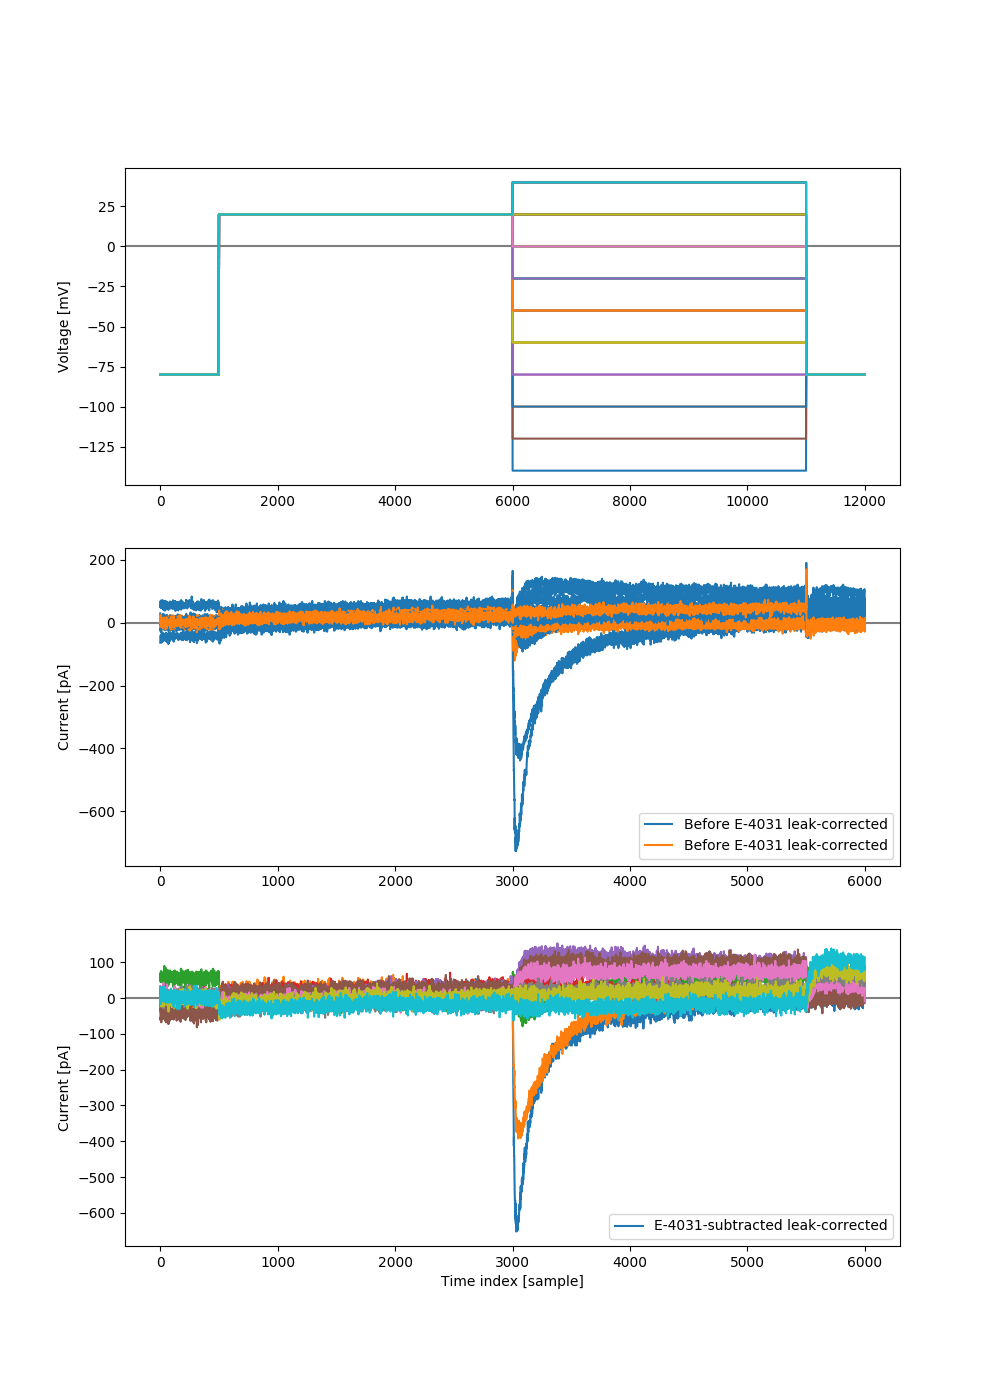 25
0
−25
−50
−75
−100
−125
Voltage [mV]
0 2000 4000 6000 8000 10000 12000
200
0
−200
−400
−600
Current [pA]
Before E-4031 leak-corrected
Before E-4031 leak-corrected
0 1000 2000 3000 4000 5000 6000
100
0
−100
−200
−300
−400
−500
−600
Current [pA]
E-4031-subtracted leak-corrected
0 1000 2000 3000 4000 5000 6000
Time index [sample]